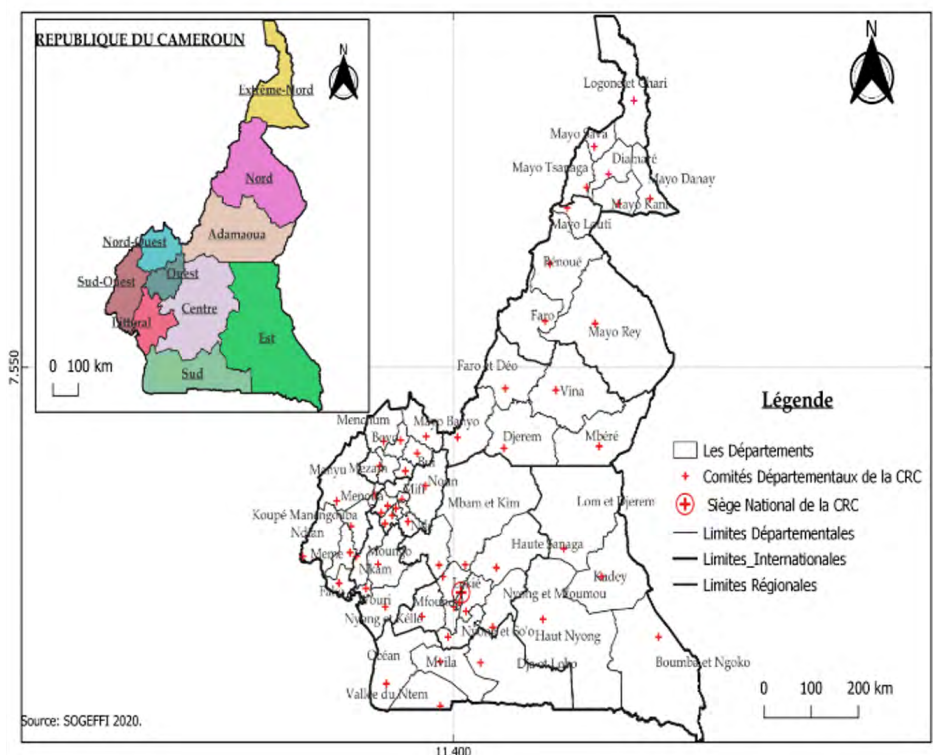 REPUBLIQUE DU CAMEROUN
N
Extrême-Nord
Nord
Adamaoua
Nord-Ouest
Ouest
Sud-Ouest
Centre
Littoral
Est
Sud
0 100 km
N
Logone et Chari
Mayo Sava
Diamaré
Mayo Tsanaga
Mayo Danay
Mayo Kani
Mayo Louti
Bénoué
Faro
Mayo Rey
7.550
Faro et Déo
Vina
Menchum
Mayo Banyo
Boyo
Djerem
Mbéré
Bui
Manyu
Mezam
Noun
Mifi
Menoua
Mbam et Kim
Lom et Djerem
Koupé Manengouba
Ndé
Ndian
Haute Sanaga
Meme
Moungo
Nkam
Lekié
Kadey
Fako
Wouri
Mfoundi
Nyong et Mfoumou
Nyong et Kéllé
Nyong et So'o
Haut Nyong
Océan
Mvila
Dja et Lobo
Boumba et Ngoko
Vallée du Ntem
Légende
Les Départements
Comités Départementaux de la CRC
Siège National de la CRC
Limites Départementales
Limites_Internationales
Limites Régionales
0 100 200 km
Source: SOGEFFI 2020.
11.400